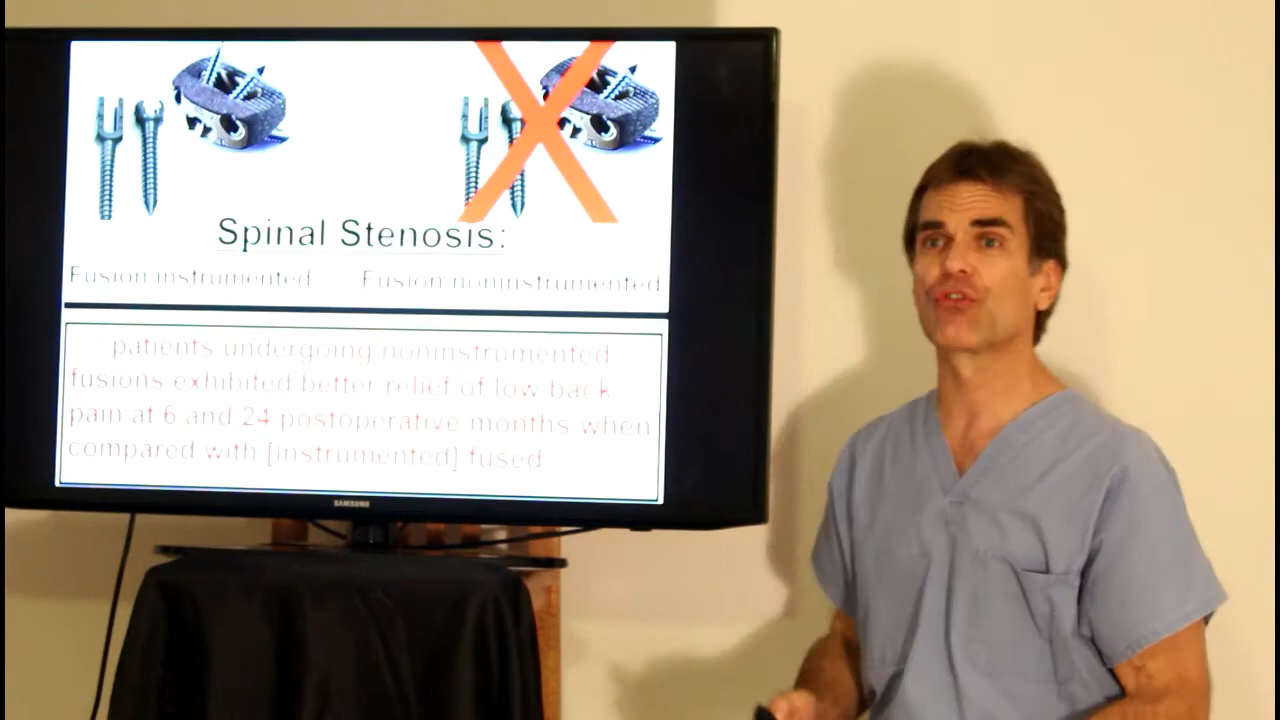 Spinal Stenosis:
Fusion instrumented Fusion noninstrumented
patients undergoing noninstrumented
fusions exhibited better relief of low back
pain at 6 and 24 postoperative months when
compared with [instrumented] fused
SAMSUNG